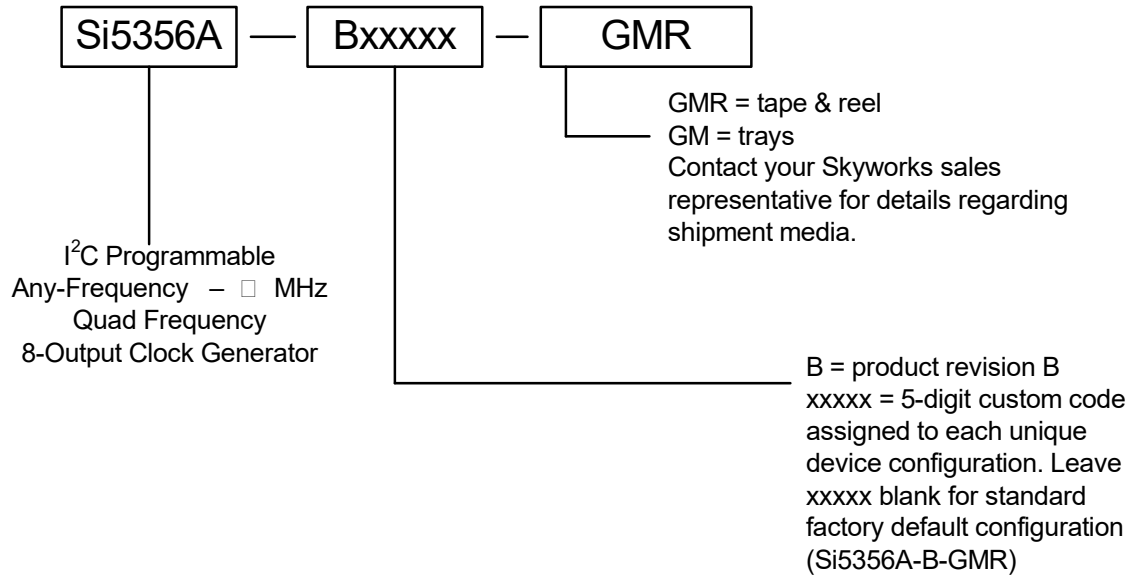 Si5356A — Bxxxxx — GMR
GMR = tape & reel
GM = trays
Contact your Skyworks sales
representative for details regarding
shipment media.
I²C Programmable
Any-Frequency – □ MHz
Quad Frequency
8-Output Clock Generator
B = product revision B
xxxxx = 5-digit custom code
assigned to each unique
device configuration. Leave
xxxxx blank for standard
factory default configuration
(Si5356A-B-GMR)